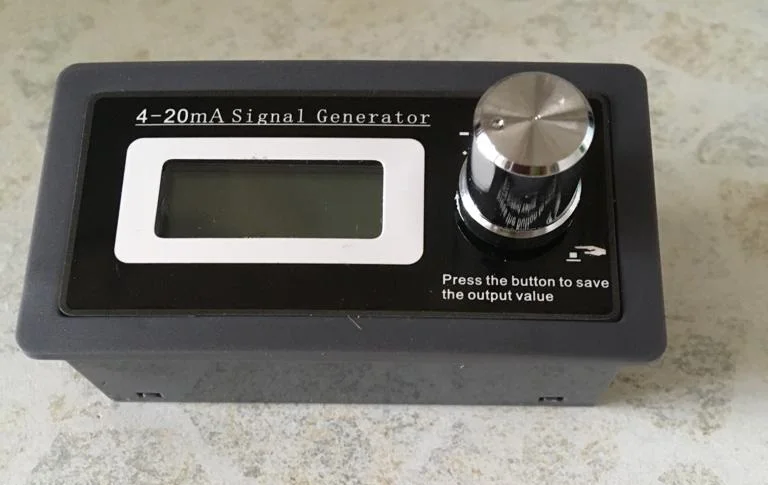 4-20mA Signal Generator
Press the button to save
the output value